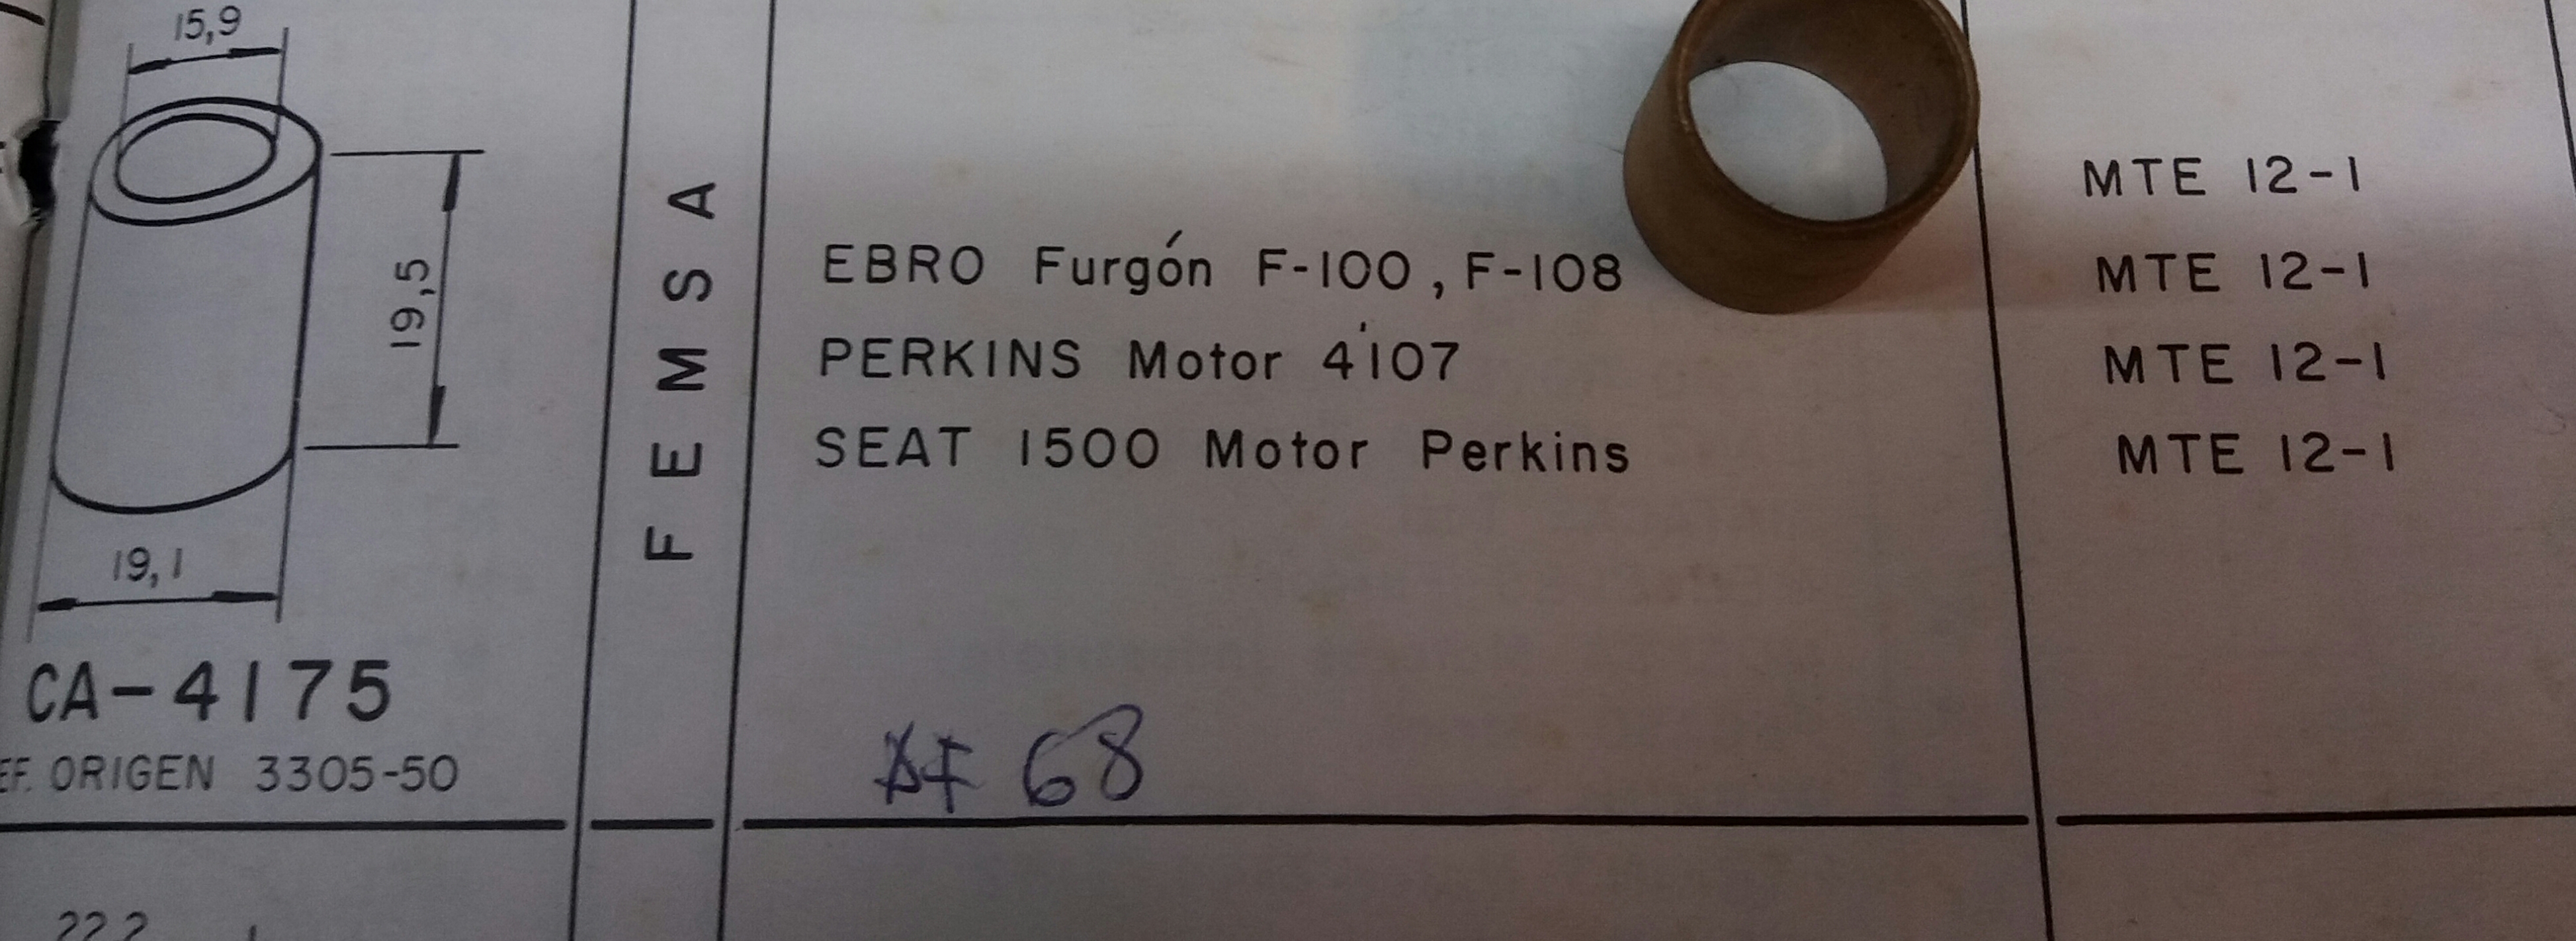 15,9
19,5
19,1
CA-4175
EF. ORIGEN 3305-50
FEMSA
EBRO Furgón F-100, F-108
PERKINS Motor 4'107
SEAT 1500 Motor Perkins
MTE 12-1
MTE 12-1
MTE 12-1
MTE 12-1
68
22,2